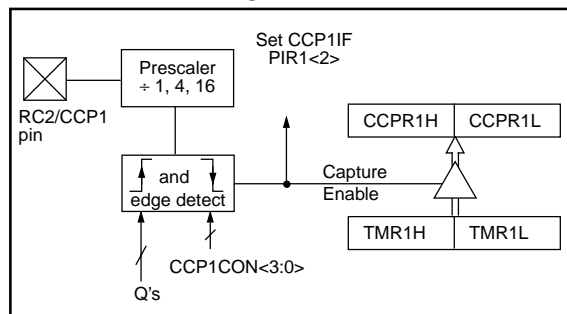 Set CCP1IF
PIR1<2>
Prescaler
÷ 1, 4, 16
RC2/CCP1
pin
CCPR1H
CCPR1L
and
edge detect
Capture
Enable
TMR1H
TMR1L
CCP1CON<3:0>
Q's